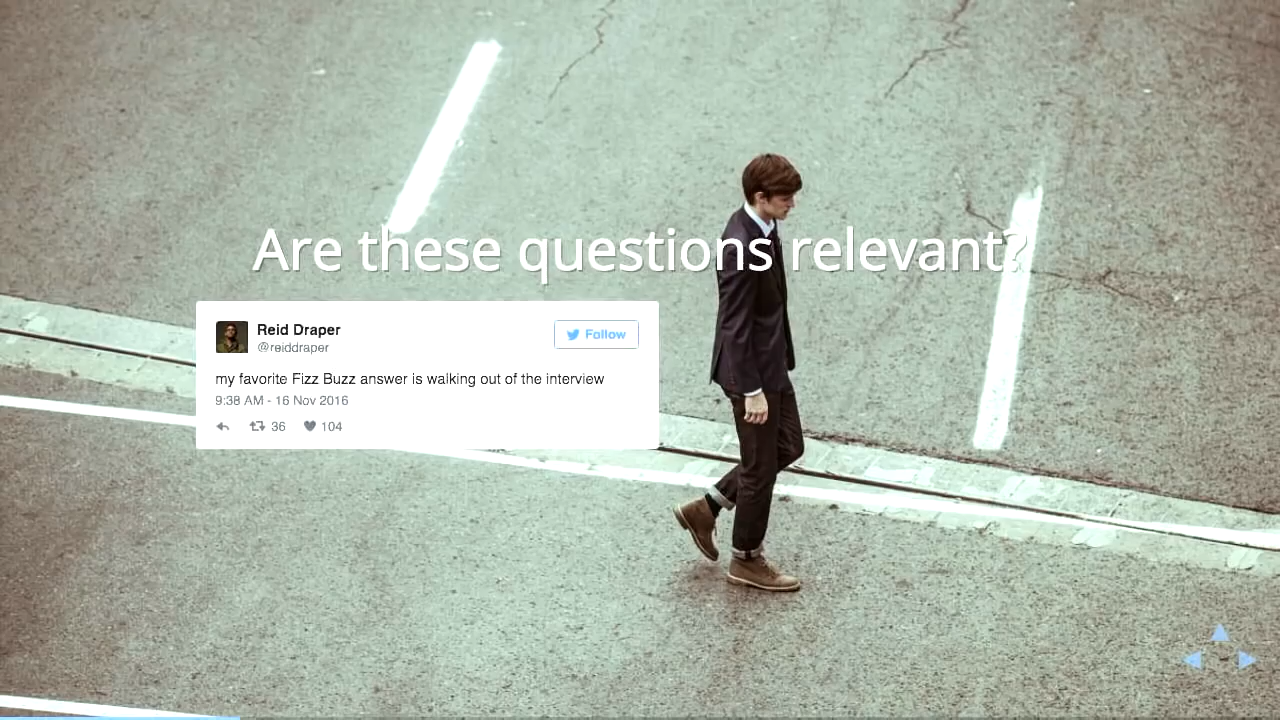 Are these questions relevant?
Reid Draper
@reiddraper
Follow
my favorite Fizz Buzz answer is walking out of the interview
9:38 AM - 16 Nov 2016
36 104